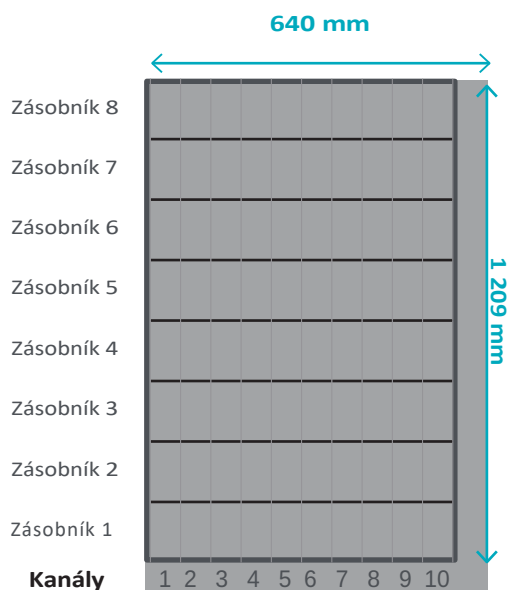 640 mm
Zásobník 8
Zásobník 7
Zásobník 6
Zásobník 5
Zásobník 4
Zásobník 3
Zásobník 2
Zásobník 1
1 209 mm
Kanály 1 2 3 4 5 6 7 8 9 10